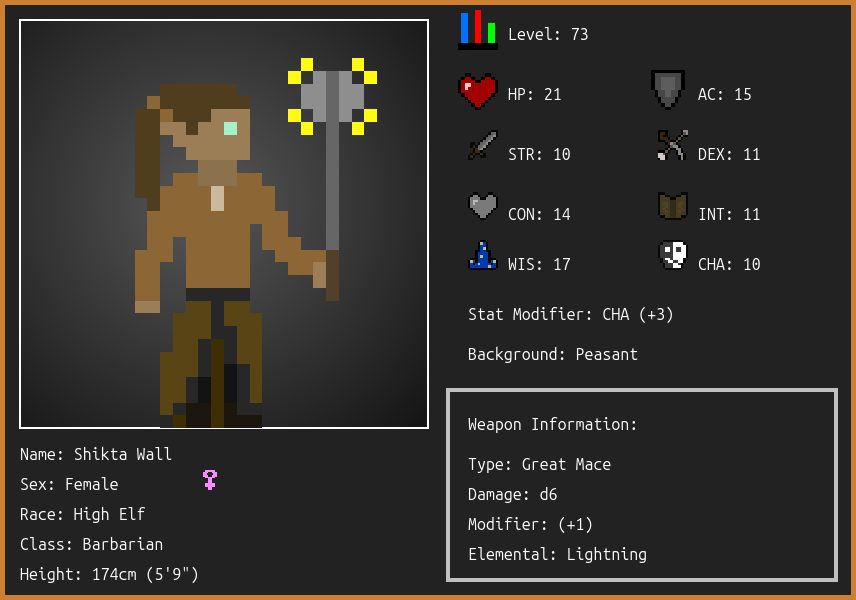 Level: 73
HP: 21
AC: 15
STR: 10
DEX: 11
CON: 14
INT: 11
WIS: 17
CHA: 10
Stat Modifier: CHA (+3)
Background: Peasant
Weapon Information:
Type: Great Mace
Damage: d6
Modifier: (+1)
Elemental: Lightning
Name: Shikta Wall
Sex: Female
Race: High Elf
Class: Barbarian
Height: 174cm (5'9")